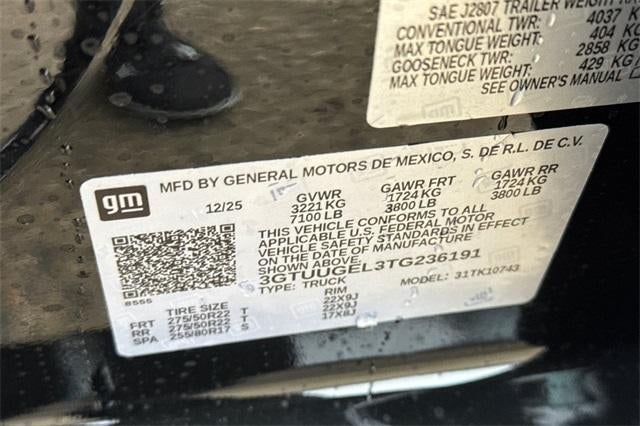 SAE J2807 TRAILER WEIGHT
CONVENTIONAL TWR: 4037 KG
MAX TONGUE WEIGHT: 404 KG
GOOSENECK TWR: 2858 KG
MAX TONGUE WEIGHT: 429 KG
SEE OWNER'S MANUAL
gm
MFD BY GENERAL MOTORS DE MEXICO, S. DE R.L. DE C.V.
12/25 GVWR GAWR FRT GAWR RR
3221 KG 1724 KG 1724 KG
7100 LB 3800 LB 3800 LB
THIS VEHICLE CONFORMS TO ALL
APPLICABLE U.S. FEDERAL MOTOR
VEHICLE SAFETY STANDARDS IN EFFECT
ON THE DATE OF MANUFACTURE
SHOWN ABOVE.
3GTUUGEL3TG236191
TYPE: TRUCK MODEL: 31TK10743
8555
TIRE SIZE RIM
FRT 275/50R22 T 22X9J
RR 275/50R22 T 22X9J
SPA 255/80R17 S 17X8J